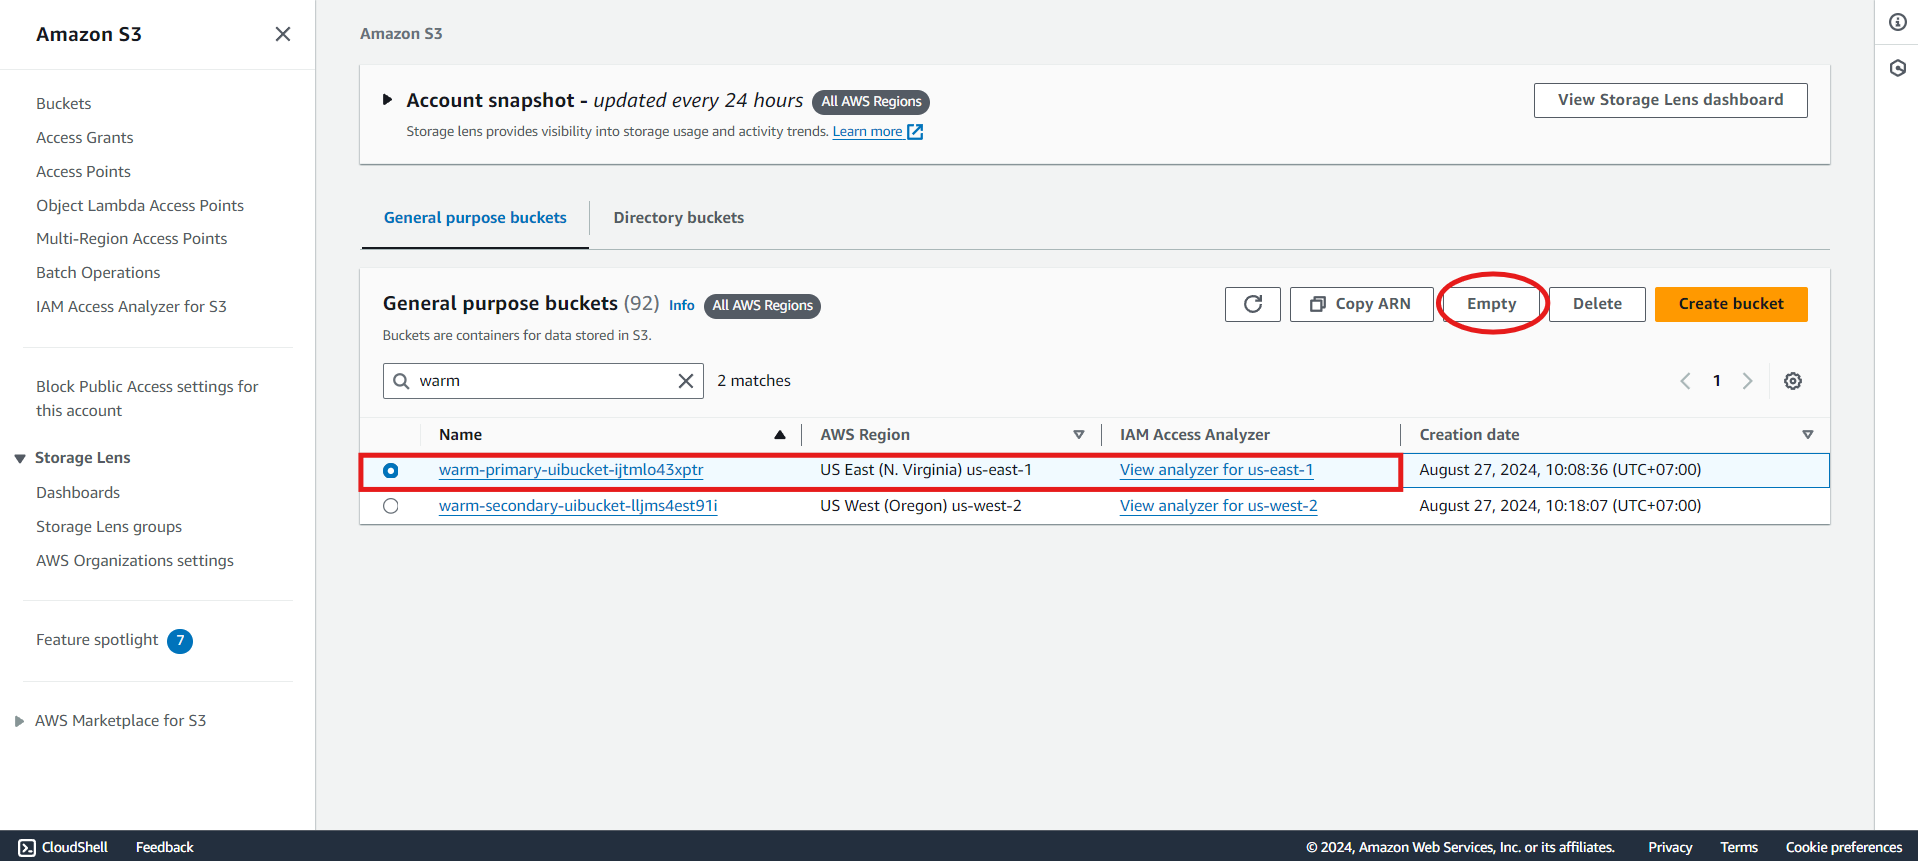 Amazon S3
Buckets
Access Grants
Access Points
Object Lambda Access Points
Multi-Region Access Points
Batch Operations
IAM Access Analyzer for S3
Block Public Access settings for
this account
Storage Lens
Dashboards
Storage Lens groups
AWS Organizations settings
Feature spotlight 7
AWS Marketplace for S3
Amazon S3
Account snapshot - updated every 24 hours All AWS Regions
View Storage Lens dashboard
Storage lens provides visibility into storage usage and activity trends. Learn more
General purpose buckets Directory buckets
General purpose buckets (92) Info All AWS Regions
Copy ARN Empty Delete Create bucket
Buckets are containers for data stored in S3.
warm 2 matches 1
Name AWS Region IAM Access Analyzer Creation date
warm-primary-uibucket-ijtmlo43xptr US East (N. Virginia) us-east-1 View analyzer for us-east-1 August 27, 2024, 10:08:36 (UTC+07:00)
warm-secondary-uibucket-lljms4est91i US West (Oregon) us-west-2 View analyzer for us-west-2 August 27, 2024, 10:18:07 (UTC+07:00)
CloudShell Feedback © 2024, Amazon Web Services, Inc. or its affiliates. Privacy Terms Cookie preferences